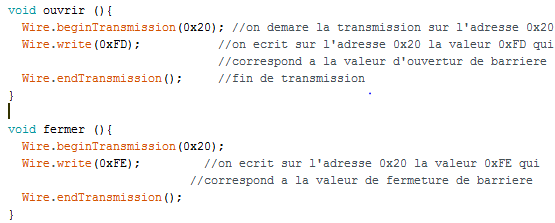 void ouvrir (){
Wire.beginTransmission(0x20); //on demare la transmission sur l'adresse 0x20
Wire.write(0xFD); //on ecrit sur l'adresse 0x20 la valeur 0xFD qui
//correspond a la valeur d'ouvertur de barriere
Wire.endTransmission(); //fin de transmission
}
void fermer (){
Wire.beginTransmission(0x20);
Wire.write(0xFE); //on ecrit sur l'adresse 0x20 la valeur 0xFE qui
//correspond a la valeur de fermeture de barriere
Wire.endTransmission();
}